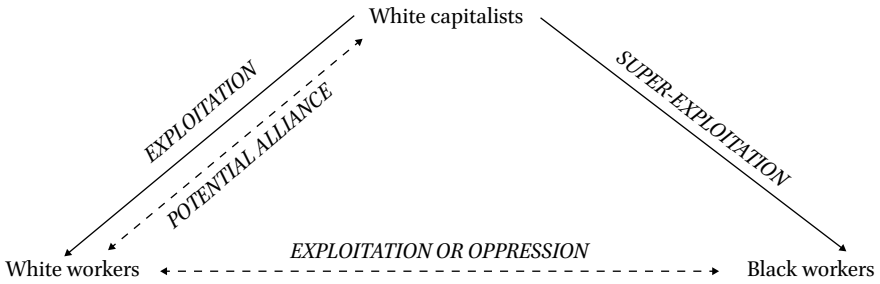 White capitalists
EXPLOITATION
POTENTIAL ALLIANCE
SUPER-EXPLOITATION
EXPLOITATION OR OPPRESSION
White workers
Black workers